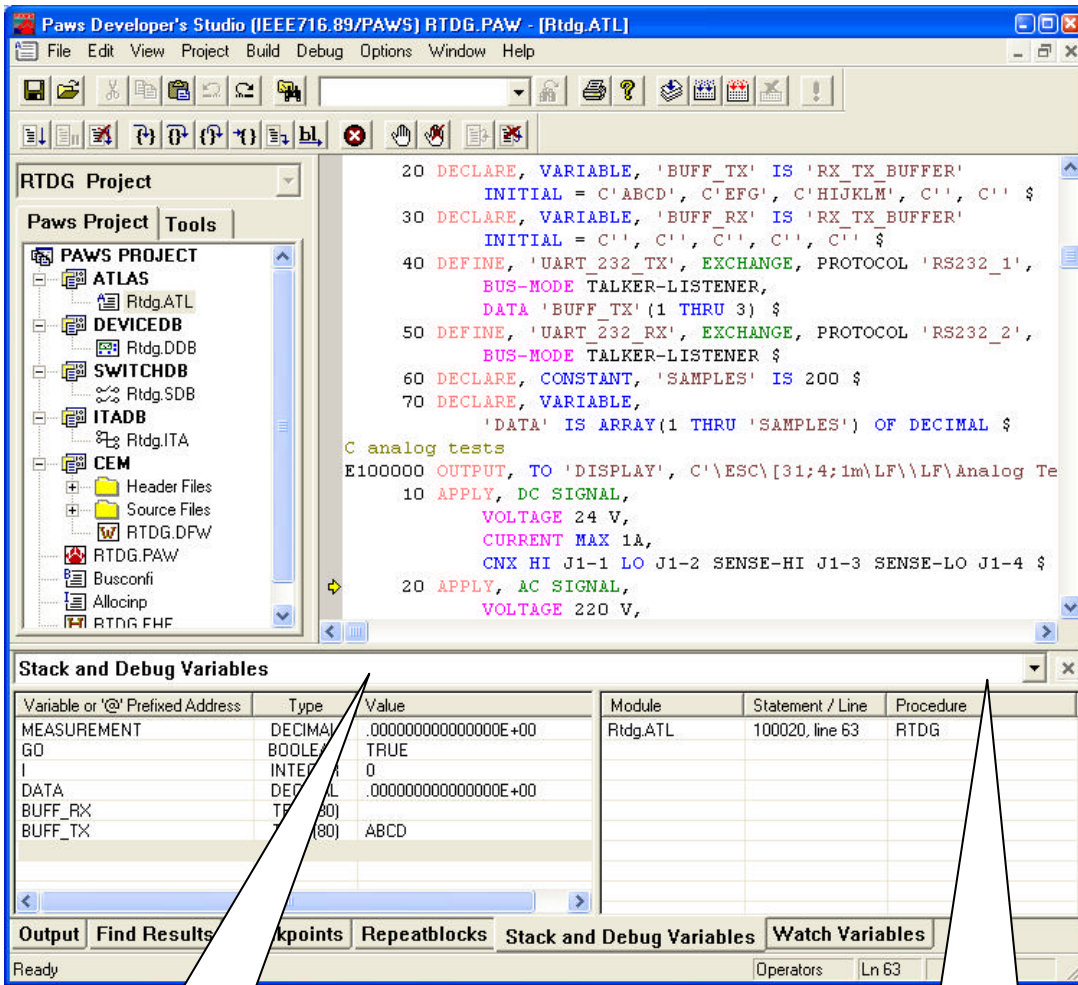 Paws Developer's Studio (IEEE716.89/PAWS) RTDG.PAW - [Rtdg.ATL]
File Edit View Project Build Debug Options Window Help
RTDG Project
Paws Project Tools
PAWS PROJECT
ATLAS
Rtdg.ATL
DEVICEDB
Rtdg.DDB
SWITCHDB
Rtdg.SDB
ITADB
Rtdg.ITA
CEM
Header Files
Source Files
RTDG.DFW
RTDG.PAW
Busconfi
Allocinp
RTDG.EHF
20 DECLARE, VARIABLE, 'BUFF_TX' IS 'RX_TX_BUFFER'
INITIAL = C'ABCD', C'EFG', C'HIJKLM', C'', C'' $
30 DECLARE, VARIABLE, 'BUFF_RX' IS 'RX_TX_BUFFER'
INITIAL = C'', C'', C'', C'', C'' $
40 DEFINE, 'UART_232_TX', EXCHANGE, PROTOCOL 'RS232_1',
BUS-MODE TALKER-LISTENER,
DATA 'BUFF_TX'(1 THRU 3) $
50 DEFINE, 'UART_232_RX', EXCHANGE, PROTOCOL 'RS232_2',
BUS-MODE TALKER-LISTENER $
60 DECLARE, CONSTANT, 'SAMPLES' IS 200 $
70 DECLARE, VARIABLE,
'DATA' IS ARRAY(1 THRU 'SAMPLES') OF DECIMAL $
C analog tests
E100000 OUTPUT, TO 'DISPLAY', C'\ESC\[31;4;1m\LF\\LF\Analog Te
10 APPLY, DC SIGNAL,
VOLTAGE 24 V,
CURRENT MAX 1A,
CNX HI J1-1 LO J1-2 SENSE-HI J1-3 SENSE-LO J1-4 $
20 APPLY, AC SIGNAL,
VOLTAGE 220 V,
Stack and Debug Variables
Variable or '@' Prefixed Address Type Value
MEASUREMENT DECIMAL .000000000000000E+00
GO BOOLEA TRUE
I INTE 0
DATA DE L .000000000000000E+00
BUFF_RX 80)
BUFF_TX (80) ABCD
Module Statement / Line Procedure
Rtdg.ATL 100020, line 63 RTDG
Output Find Results kpoints Repeatblocks Stack and Debug Variables Watch Variables
Ready Operators Ln 63